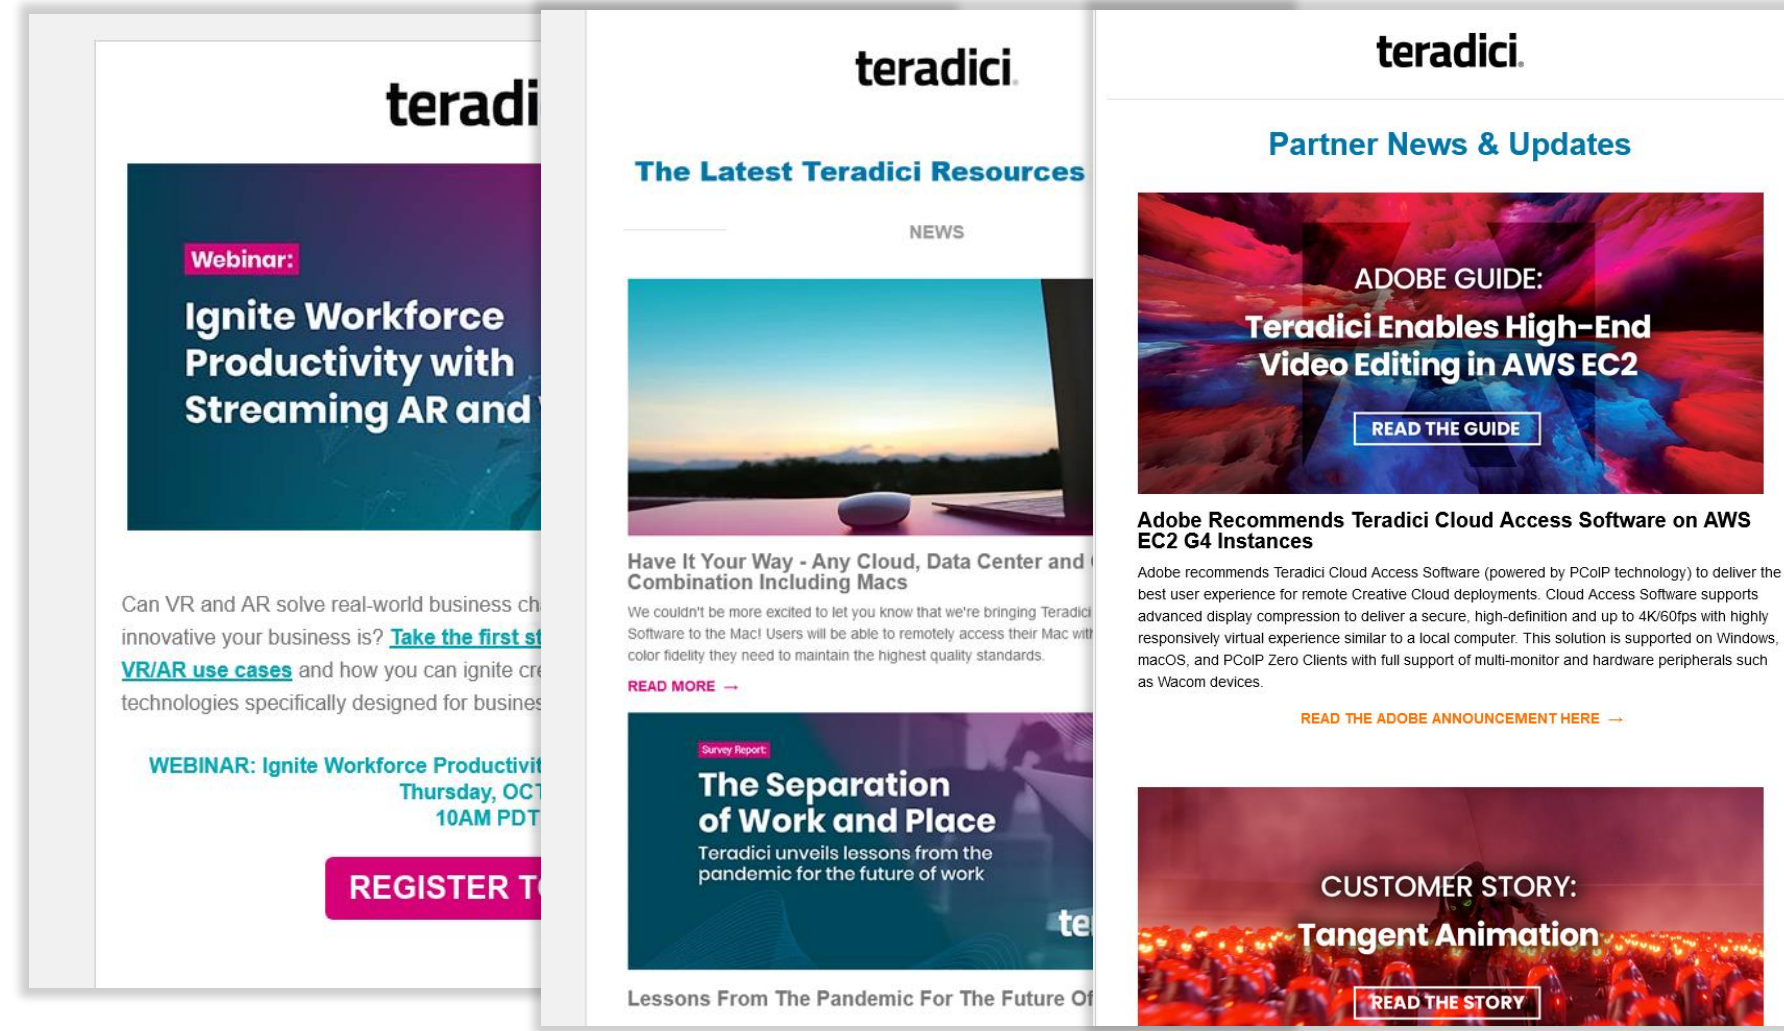 teradi
Webinar:
Ignite Workforce
Productivity with
Streaming AR and
Can VR and AR solve real-world business
innovative your business is? Take the first
VR/AR use cases and how you can ignite
technologies specifically designed for
WEBINAR: Ignite Workforce
Thursday,
10AM PDT
REGISTER
teradici
The Latest Teradici Resources
NEWS
Have It Your Way - Any Cloud, Data Center and
Combination Including Macs
We couldn't be more excited to let you know that we're bringing Teradici
Software to the Mac! Users will be able to remotely access their Mac with
color fidelity they need to maintain the highest quality standards.
READ MORE →
Survey Report:
The Separation
of Work and Place
Teradici unveils lessons from the
pandemic for the future of work
Lessons From The Pandemic For The Future Of
teradici.
Partner News & Updates
ADOBE GUIDE:
Teradici Enables High-End
Video Editing in AWS EC2
READ THE GUIDE
Adobe Recommends Teradici Cloud Access Software on AWS
EC2 G4 Instances
Adobe recommends Teradici Cloud Access Software (powered by PCoIP technology) to deliver the
best user experience for remote Creative Cloud deployments. Cloud Access Software supports
advanced display compression to deliver a secure, high-definition and up to 4K/60fps with highly
responsively virtual experience similar to a local computer. This solution is supported on Windows,
macOS, and PCoIP Zero Clients with full support of multi-monitor and hardware peripherals such
as Wacom devices.
READ THE ADOBE ANNOUNCEMENT HERE →
CUSTOMER STORY:
Tangent Animation
READ THE STORY